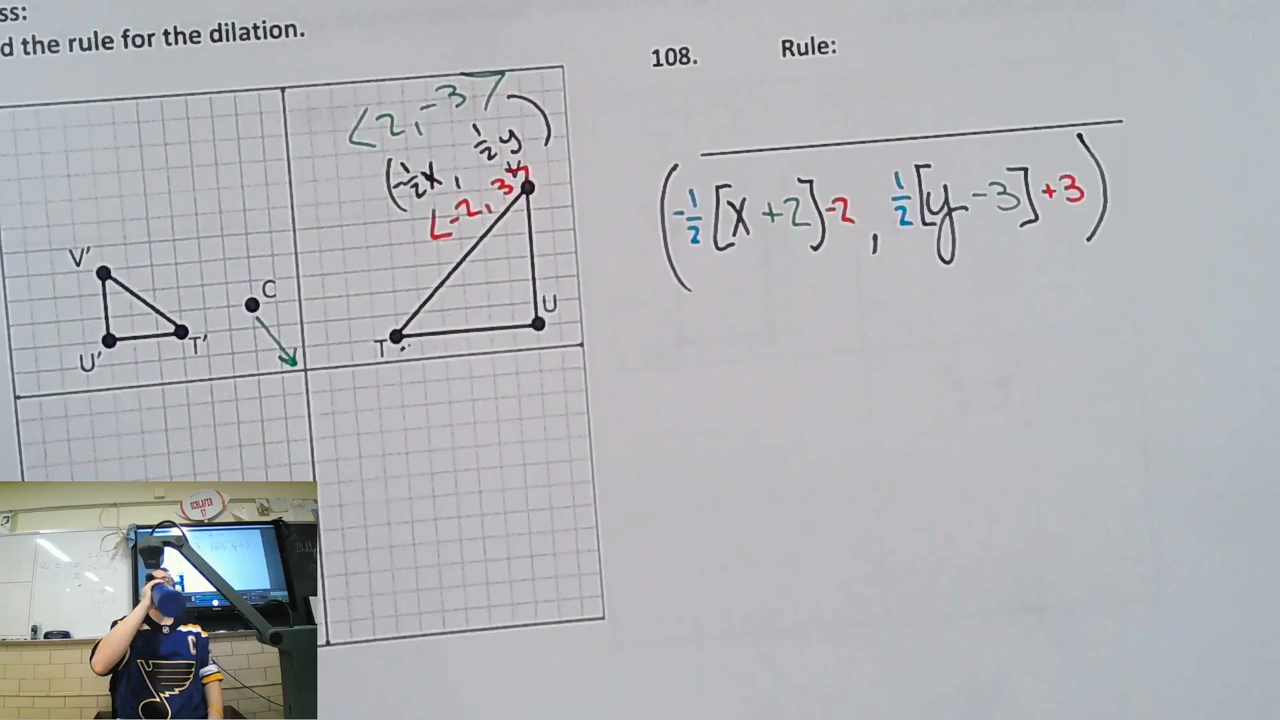 ss:
d the rule for the dilation.
108. Rule:
<2, -3>
(-½x, ½y)
<-2, 3>
(-½[x+2]-2, ½[y-3]+3)
V'
C
U
T
T'
U'
SCHLAFER
C